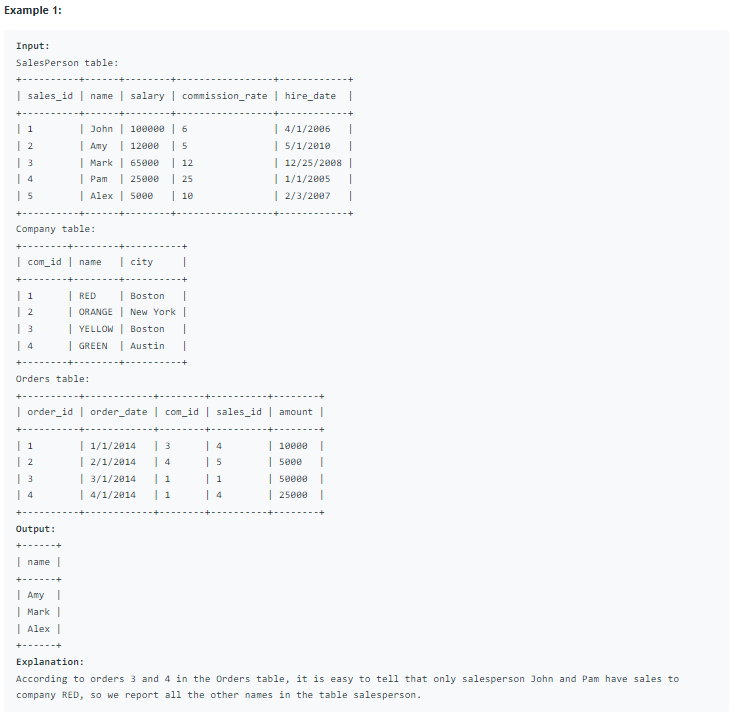 Example 1:
Input:
SalesPerson table:
+----------+------+--------+-----------------+------------+
| sales_id | name | salary | commission_rate | hire_date  |
+----------+------+--------+-----------------+------------+
| 1        | John | 100000 | 6               | 4/1/2006   |
| 2        | Amy  | 12000  | 5               | 5/1/2010   |
| 3        | Mark | 65000  | 12              | 12/25/2008 |
| 4        | Pam  | 25000  | 25              | 1/1/2005   |
| 5        | Alex | 5000   | 10              | 2/3/2007   |
+----------+------+--------+-----------------+------------+
Company table:
+--------+--------+----------+
| com_id | name   | city     |
+--------+--------+----------+
| 1      | RED    | Boston   |
| 2      | ORANGE | New York |
| 3      | YELLOW | Boston   |
| 4      | GREEN  | Austin   |
+--------+--------+----------+
Orders table:
+----------+------------+--------+----------+--------+
| order_id | order_date | com_id | sales_id | amount |
+----------+------------+--------+----------+--------+
| 1        | 1/1/2014   | 3      | 4        | 10000  |
| 2        | 2/1/2014   | 4      | 5        | 5000   |
| 3        | 3/1/2014   | 1      | 1        | 50000  |
| 4        | 4/1/2014   | 1      | 4        | 25000  |
+----------+------------+--------+----------+--------+
Output:
+------+
| name |
+------+
| Amy  |
| Mark |
| Alex |
+------+
Explanation:
According to orders 3 and 4 in the Orders table, it is easy to tell that only salesperson John and Pam have sales to
company RED, so we report all the other names in the table salesperson.